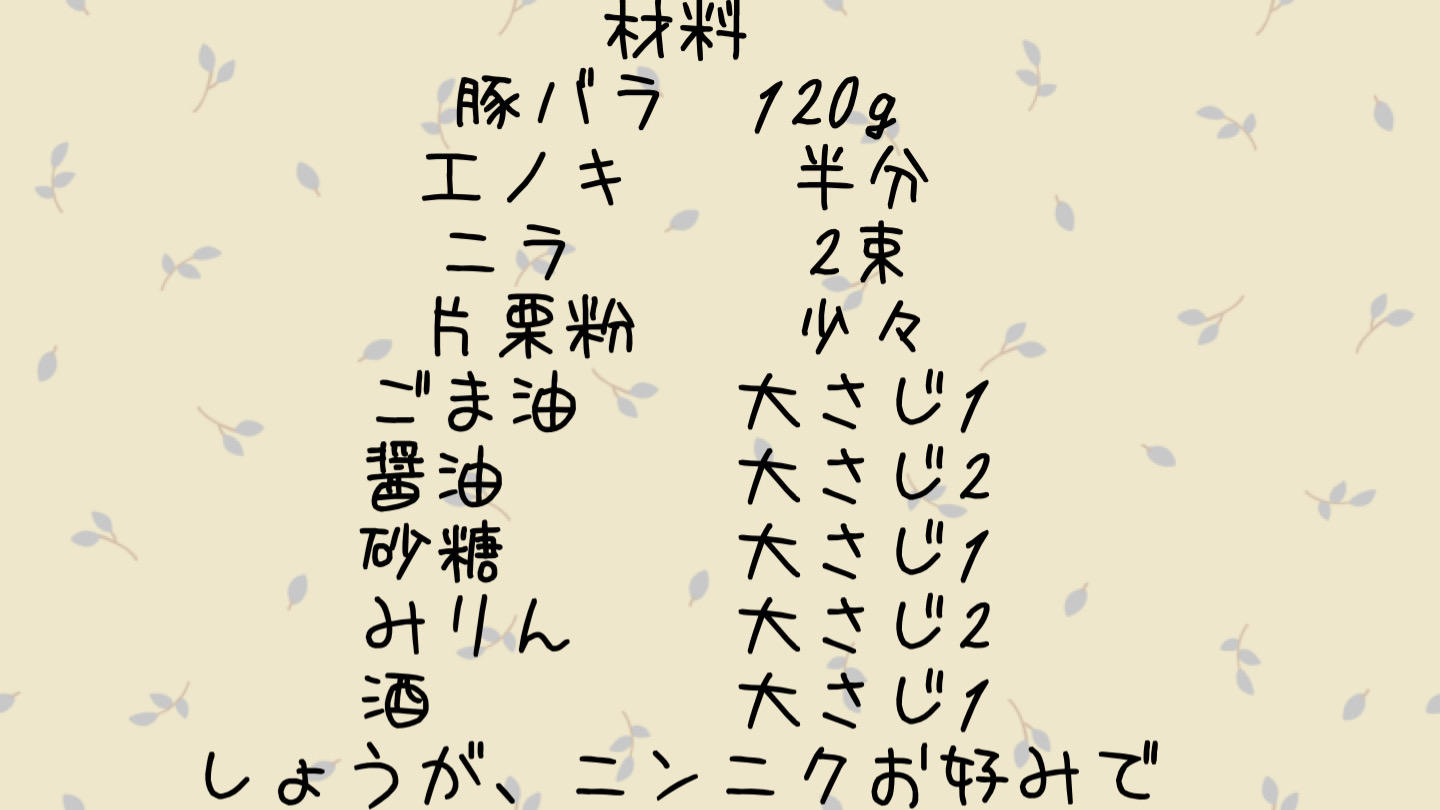 材料
豚バラ 120g
エノキ 半分
ニラ 2束
片栗粉 少々
ごま油 大さじ1
醤油 大さじ2
砂糖 大さじ1
みりん 大さじ2
酒 大さじ1
しょうが、ニンニクお好みで